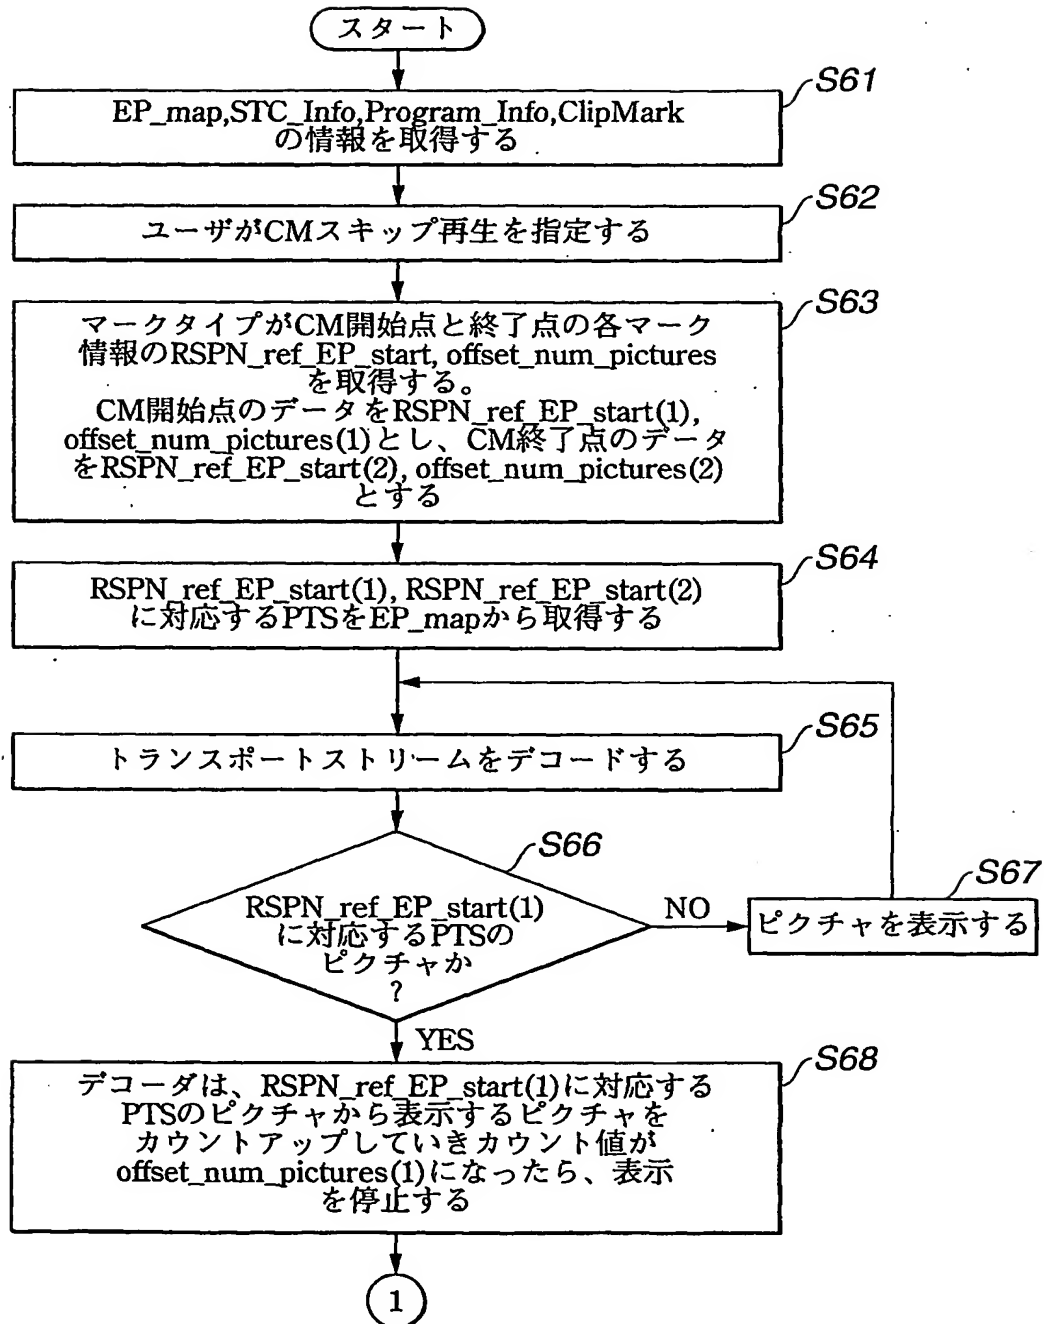 スタート
S61
EP_map,STC_Info,Program_Info,ClipMark
の情報を取得する
S62
ユーザがCMスキップ再生を指定する
S63
マークタイプがCM開始点と終了点の各マーク
情報のRSPN_ref_EP_start, offset_num_pictures
を取得する。
CM開始点のデータをRSPN_ref_EP_start(1),
offset_num_pictures(1)とし、CM終了点のデータ
をRSPN_ref_EP_start(2), offset_num_pictures(2)
とする
S64
RSPN_ref_EP_start(1), RSPN_ref_EP_start(2)
に対応するPTSをEP_mapから取得する
S65
トランスポートストリームをデコードする
S66
RSPN_ref_EP_start(1)
に対応するPTSの
ピクチャか
?
NO
S67
ピクチャを表示する
YES
S68
デコーダは、RSPN_ref_EP_start(1)に対応する
PTSのピクチャから表示するピクチャを
カウントアップしていきカウント値が
offset_num_pictures(1)になったら、表示
を停止する
1